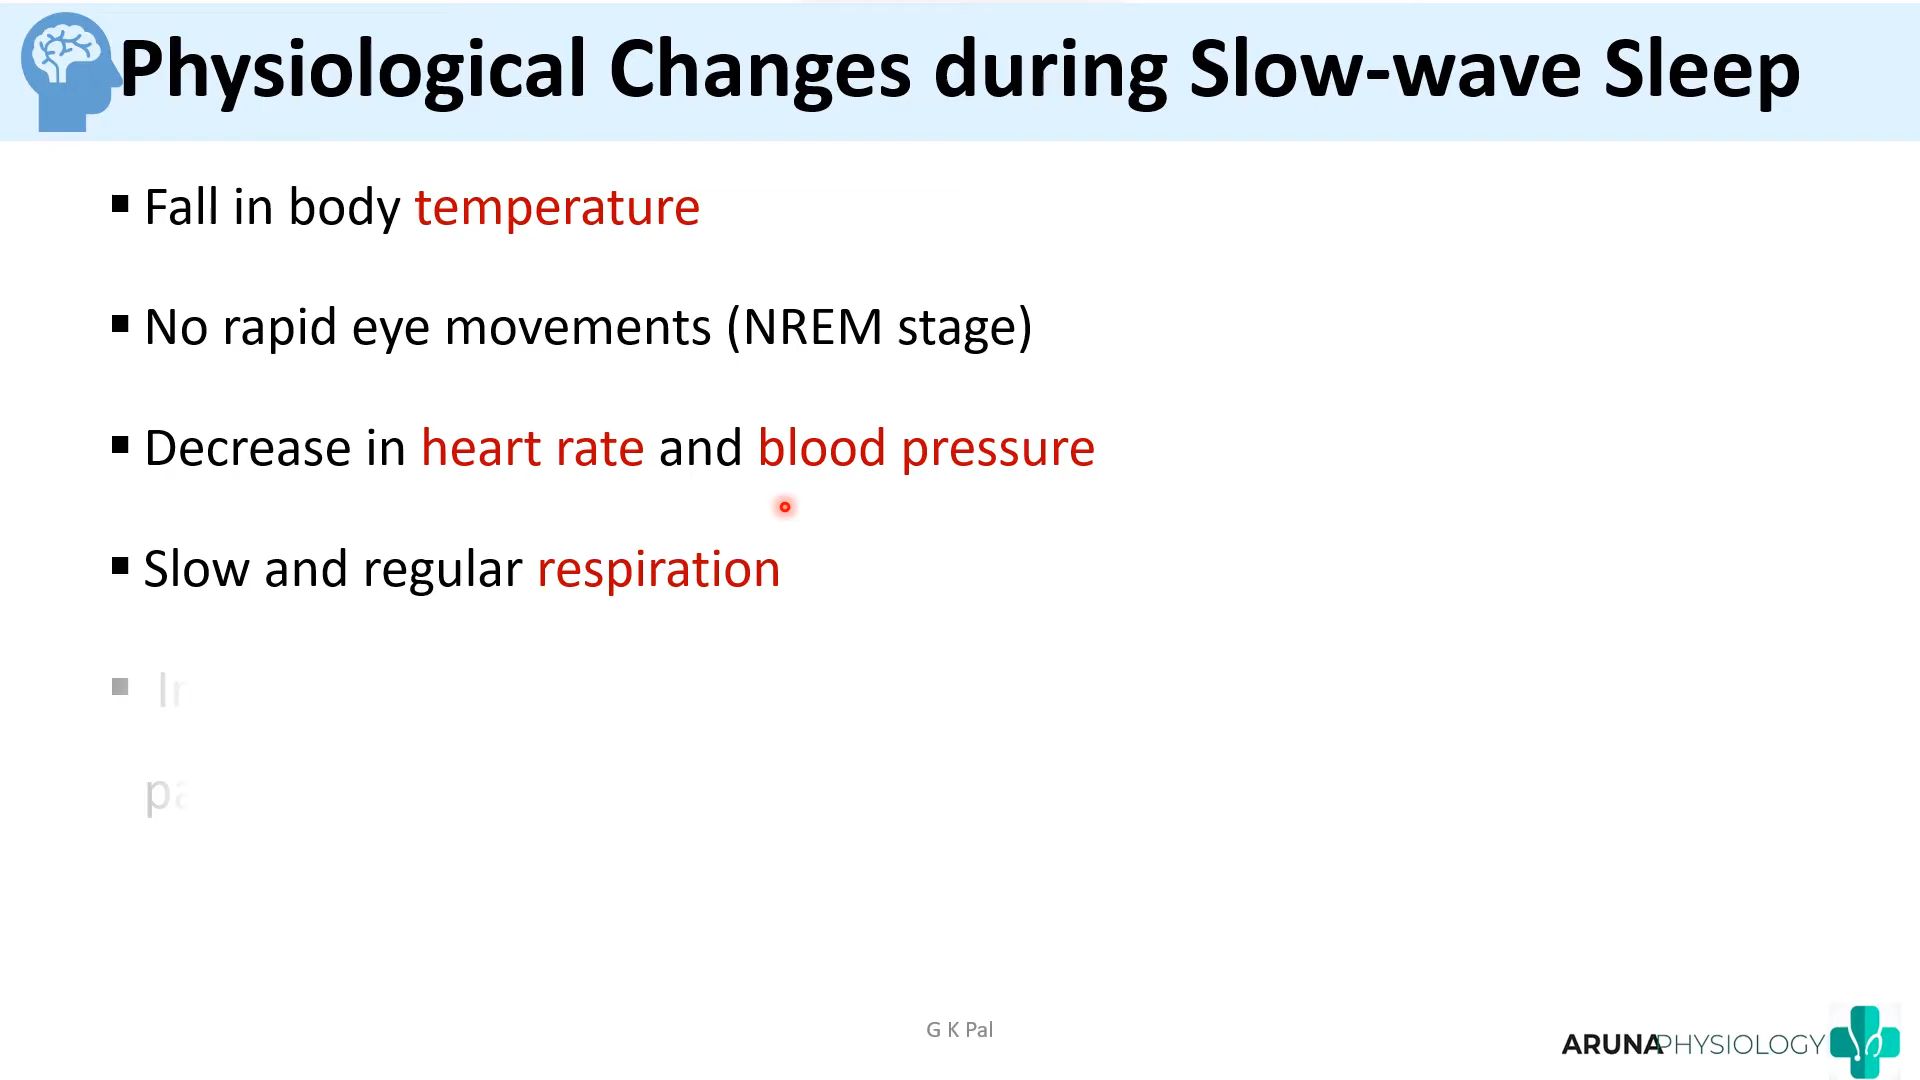 Physiological Changes during Slow-wave Sleep
▪ Fall in body temperature
▪ No rapid eye movements (NREM stage)
▪ Decrease in heart rate and blood pressure
▪ Slow and regular respiration
▪
G K Pal
ARUNAPHYSIOLOGY